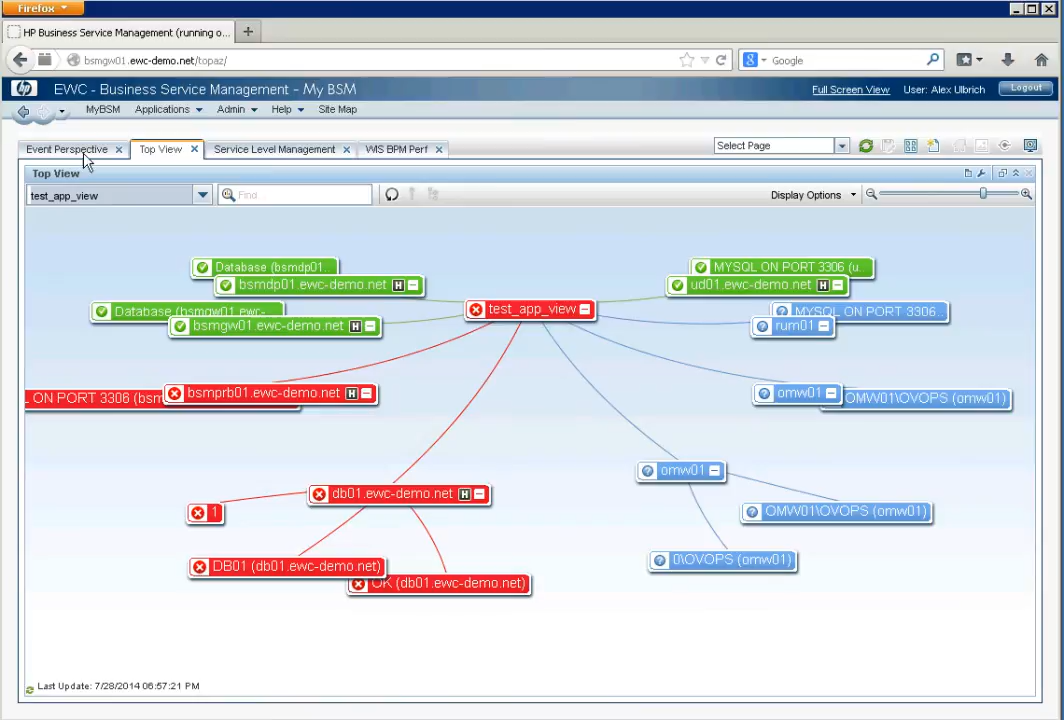 Firefox
HP Business Service Management (running o...
bsmgw01.ewc-demo.net/topaz/
Google
hp EWC - Business Service Management - My BSM
Full Screen View User: Alex Ulbrich Logout
MyBSM Applications Admin Help Site Map
Event Perspective Top View Service Level Management WIS BPM Perf
Select Page
Top View
test_app_view Find
Display Options
Database (bsmdp01...
MYSQL ON PORT 3306 (u...
bsmdp01.ewc-demo.net H
ud01.ewc-demo.net H
Database (bsmgw01.ewc-
test_app_view
MYSQL ON PORT 3306...
bsmgw01.ewc-demo.net H
rum01
L ON PORT 3306 (bsm
bsmprb01.ewc-demo.net H
omw01
OMW01\OVOPS (omw01)
omw01
db01.ewc-demo.net H
1
OMW01\OVOPS (omw01)
DB01 (db01.ewc-demo.net)
0\OVOPS (omw01)
OK (db01.ewc-demo.net)
Last Update: 7/28/2014 06:57:21 PM